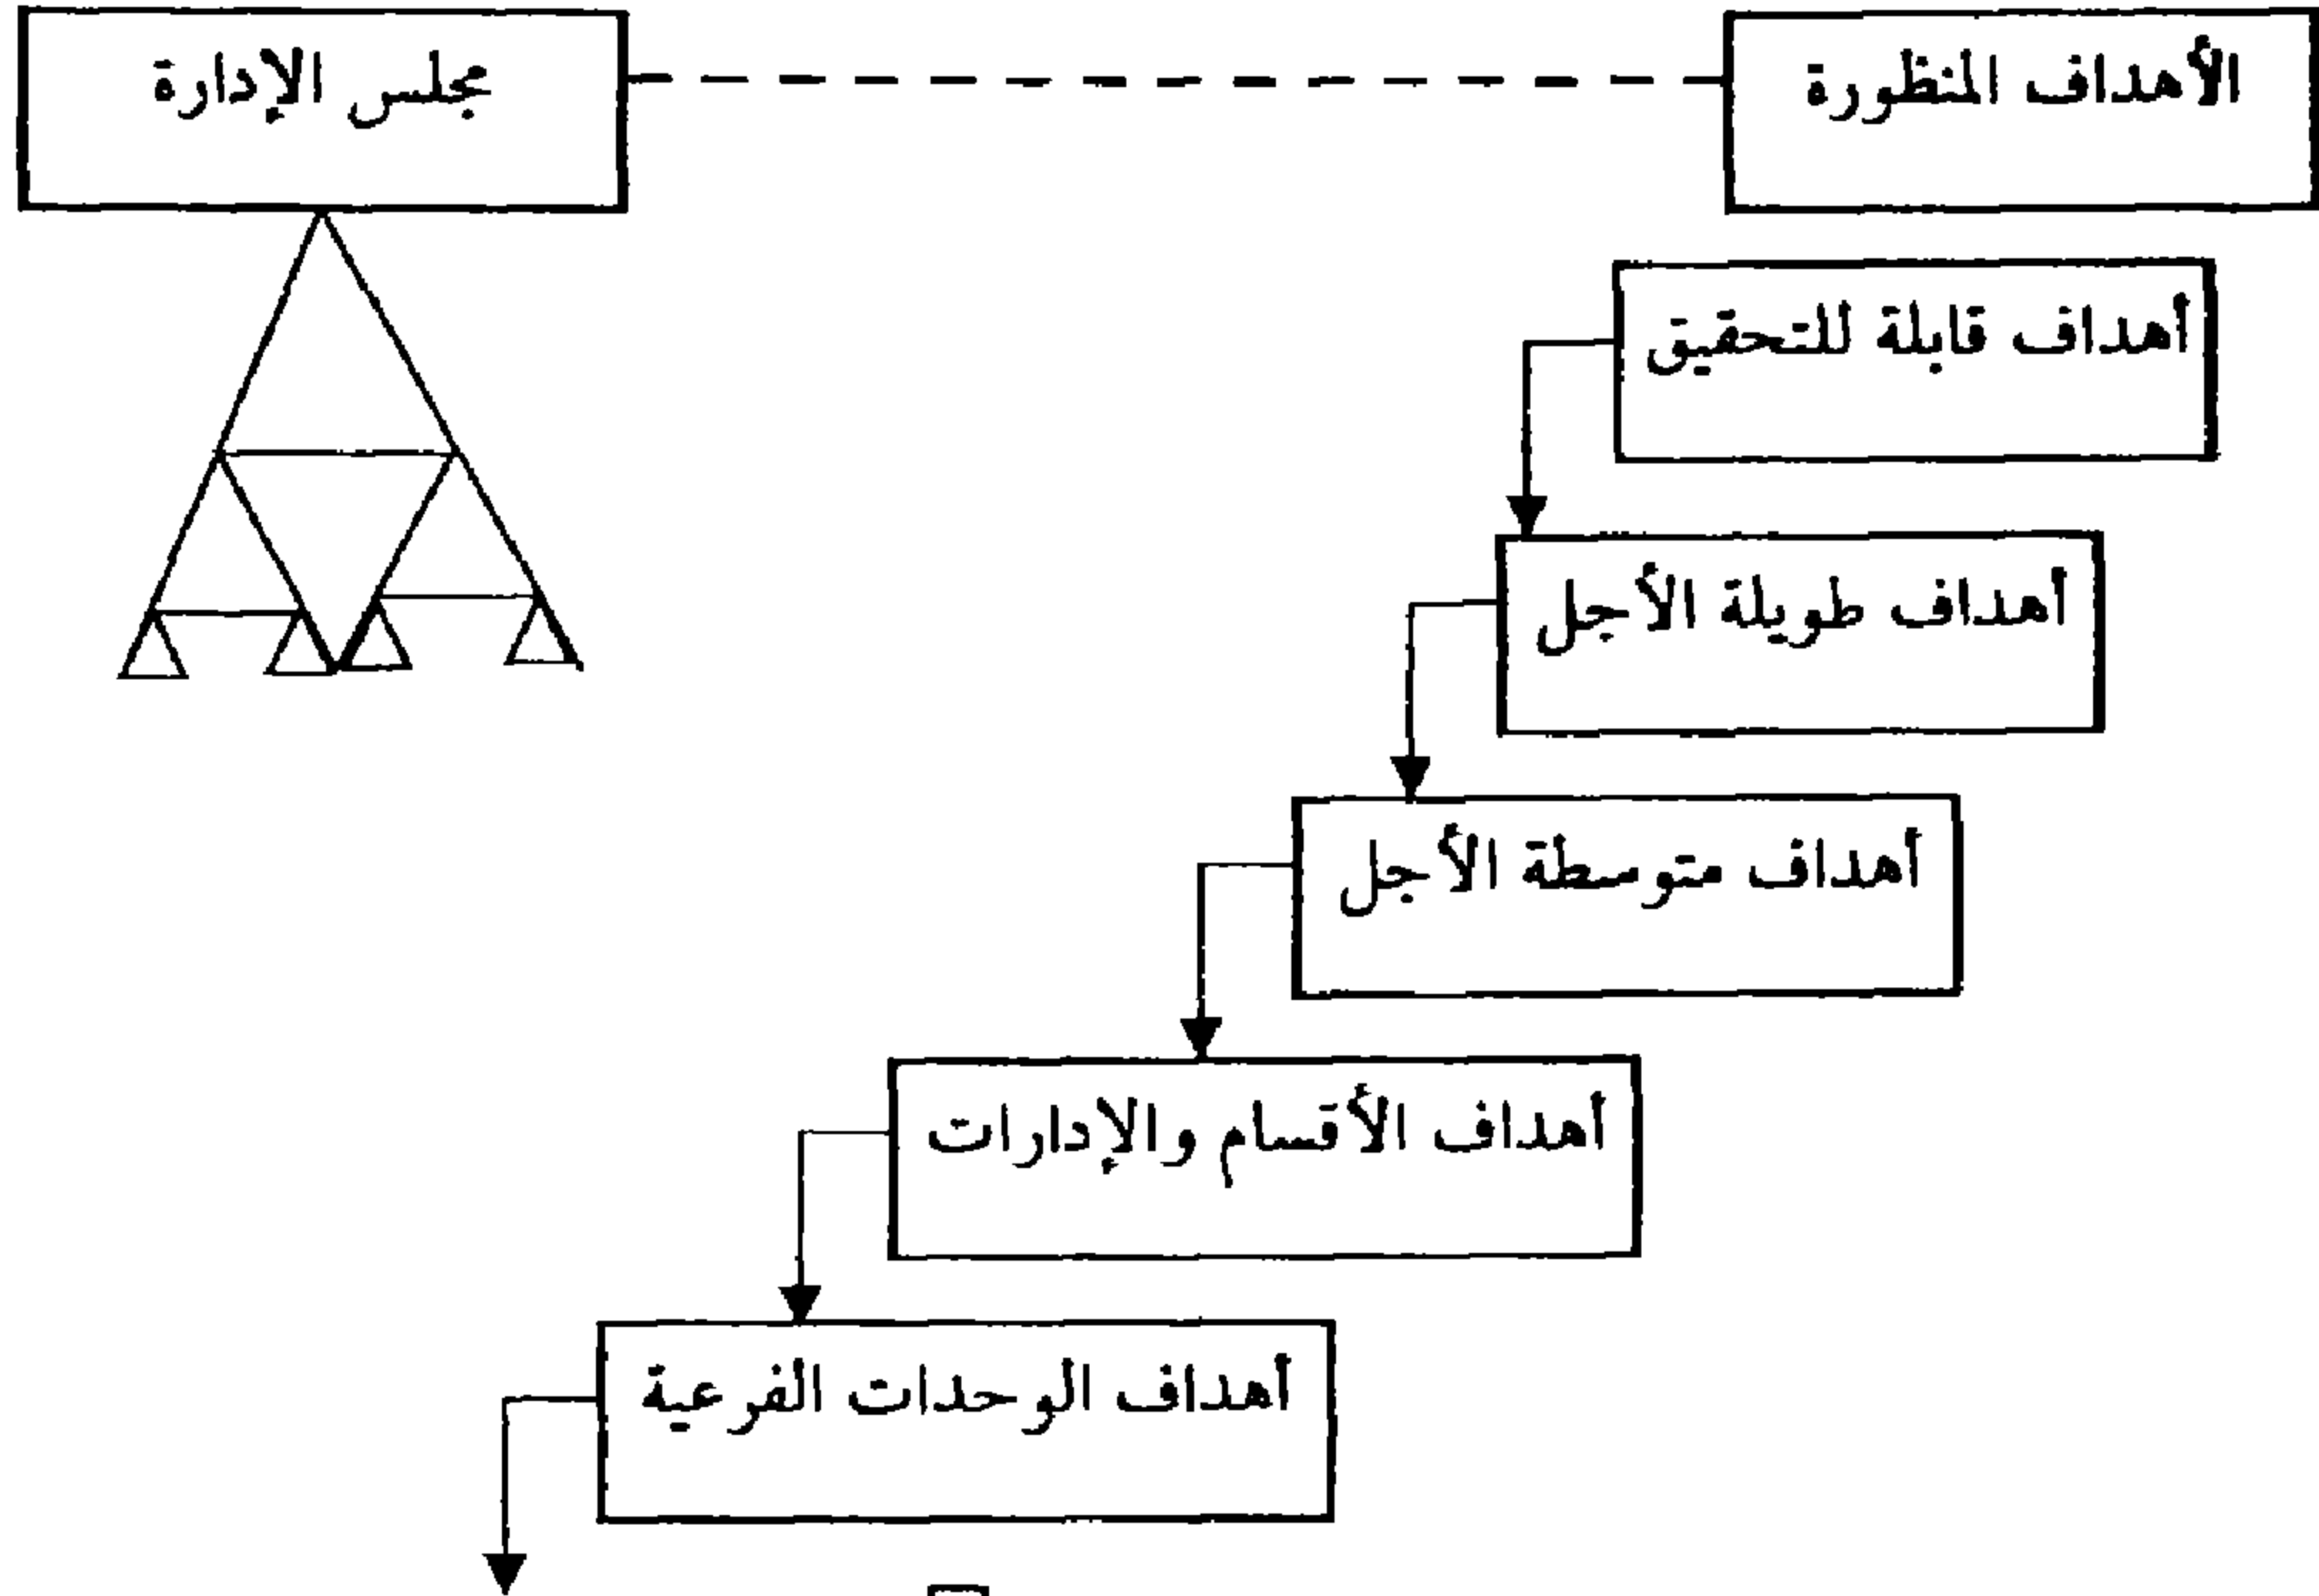 الأهداف المنظورة
مجلس الإدارة
أهداف قابلة للتحقيق
أهداف طويلة الأجل
أهداف متوسطة الأجل
أهداف الأقسام والإدارات
أهداف الوحدات الفرعية